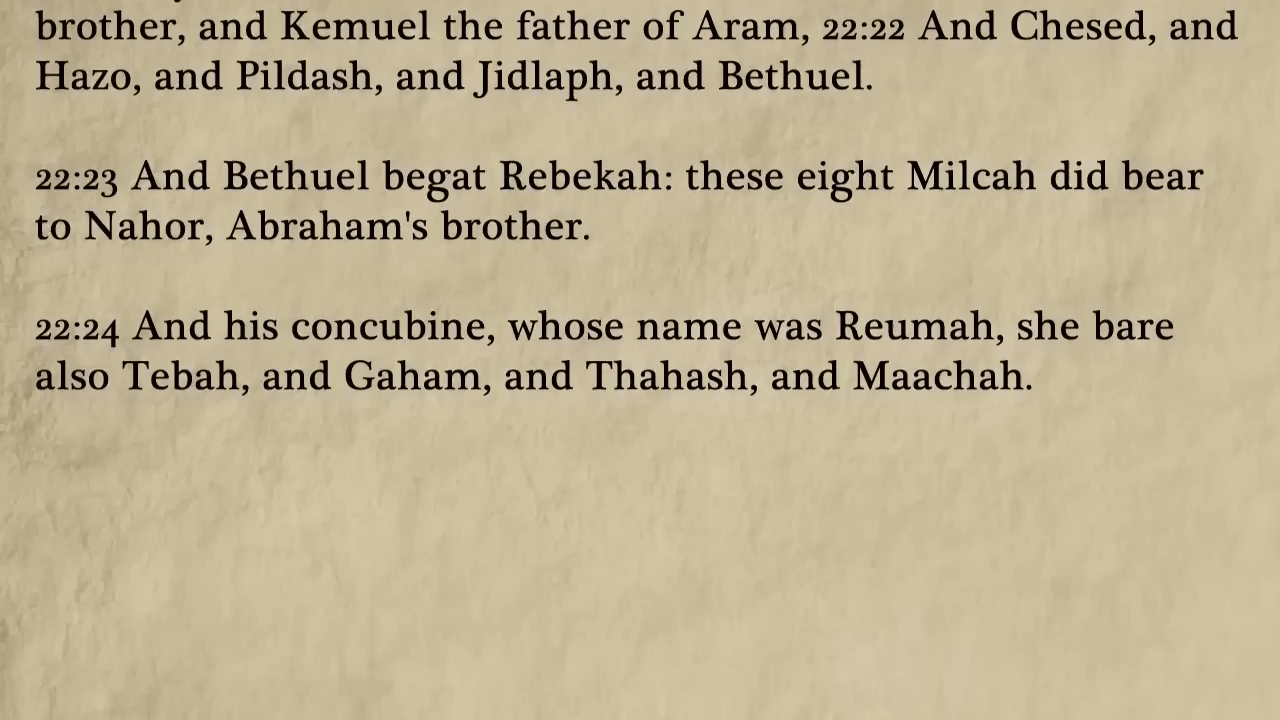 brother, and Kemuel the father of Aram, 22:22 And Chesed, and
Hazo, and Pildash, and Jidlaph, and Bethuel.
22:23 And Bethuel begat Rebekah: these eight Milcah did bear
to Nahor, Abraham's brother.
22:24 And his concubine, whose name was Reumah, she bare
also Tebah, and Gaham, and Thahash, and Maachah.